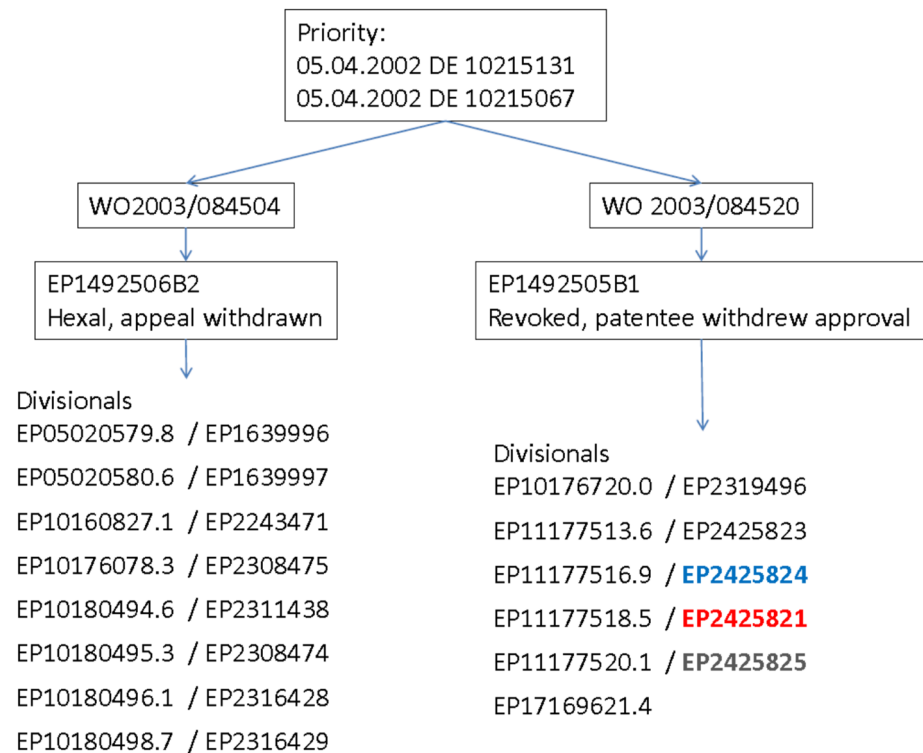 Priority:
05.04.2002 DE 10215131
05.04.2002 DE 10215067
WO2003/084504
WO 2003/084520
EP1492506B2
Hexal, appeal withdrawn
EP1492505B1
Revoked, patentee withdrew approval
Divisionals
EP05020579.8 / EP1639996
EP05020580.6 / EP1639997
EP10160827.1 / EP2243471
EP10176078.3 / EP2308475
EP10180494.6 / EP2311438
EP10180495.3 / EP2308474
EP10180496.1 / EP2316428
EP10180498.7 / EP2316429
Divisionals
EP10176720.0 / EP2319496
EP11177513.6 / EP2425823
EP11177516.9 / EP2425824
EP11177518.5 / EP2425821
EP11177520.1 / EP2425825
EP17169621.4